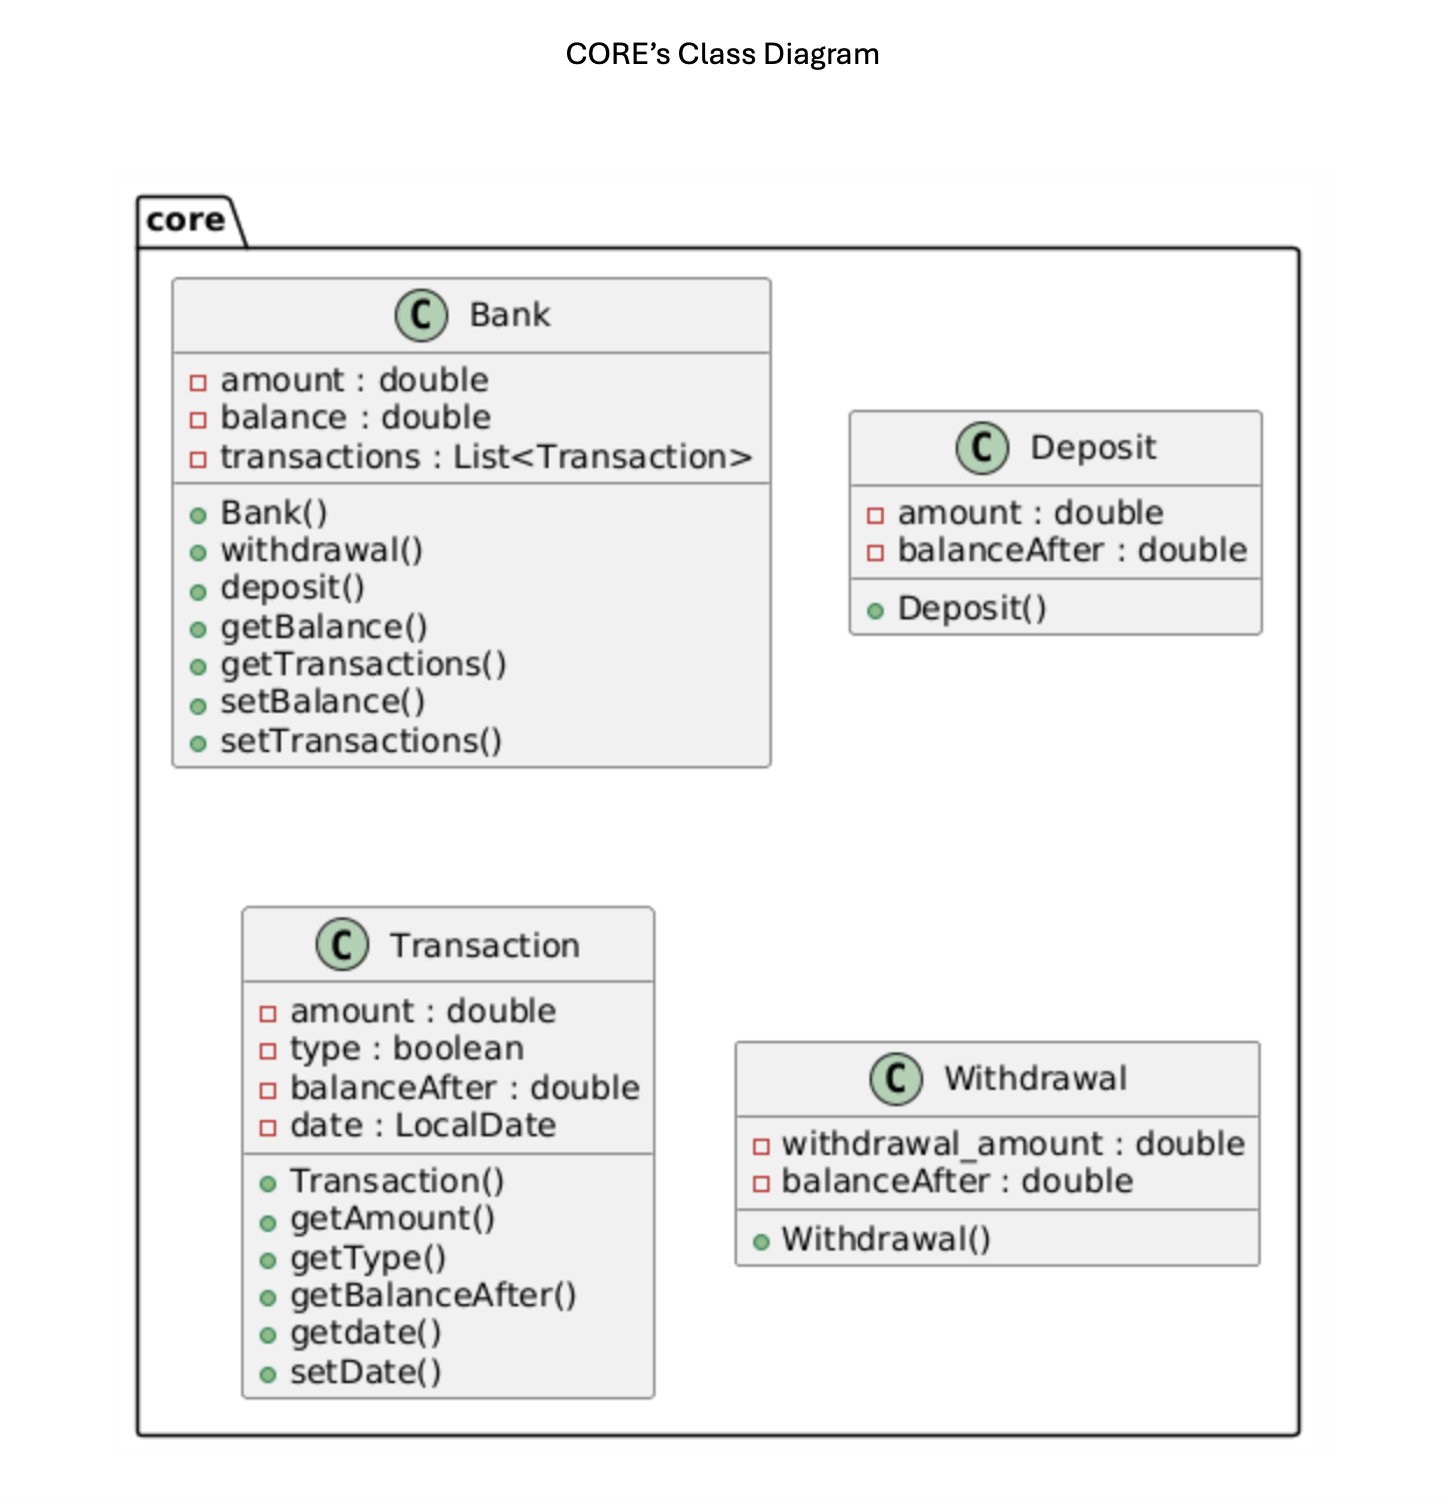 CORE’s Class Diagram
core
C Bank
amount : double
balance : double
transactions : List<Transaction>
Bank()
withdrawal()
deposit()
getBalance()
getTransactions()
setBalance()
setTransactions()
C Deposit
amount : double
balanceAfter : double
Deposit()
C Transaction
amount : double
type : boolean
balanceAfter : double
date : LocalDate
Transaction()
getAmount()
getType()
getBalanceAfter()
getdate()
setDate()
C Withdrawal
withdrawal_amount : double
balanceAfter : double
Withdrawal()